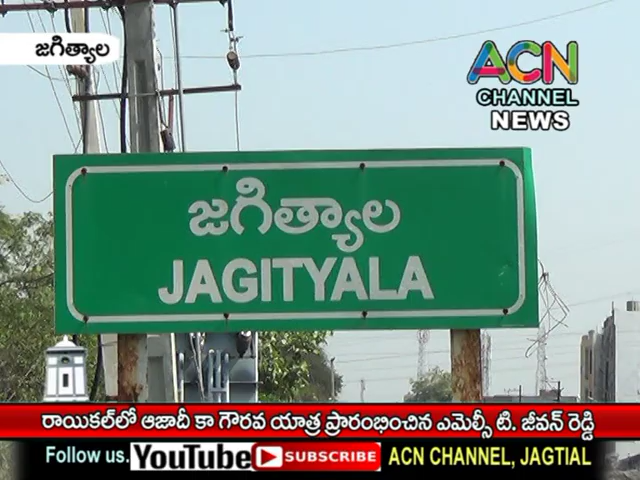 జగిత్యాల
ACN
CHANNEL
NEWS
జగిత్యాల
JAGITYALA
రాయికల్‌లో ఆజాదీ కా గౌరవ యాత్ర ప్రారంభించిన ఎమెల్సీ టి. జీవన్ రెడ్డి
Follow us. YouTube SUBSCRIBE ACN CHANNEL, JAGTIAL